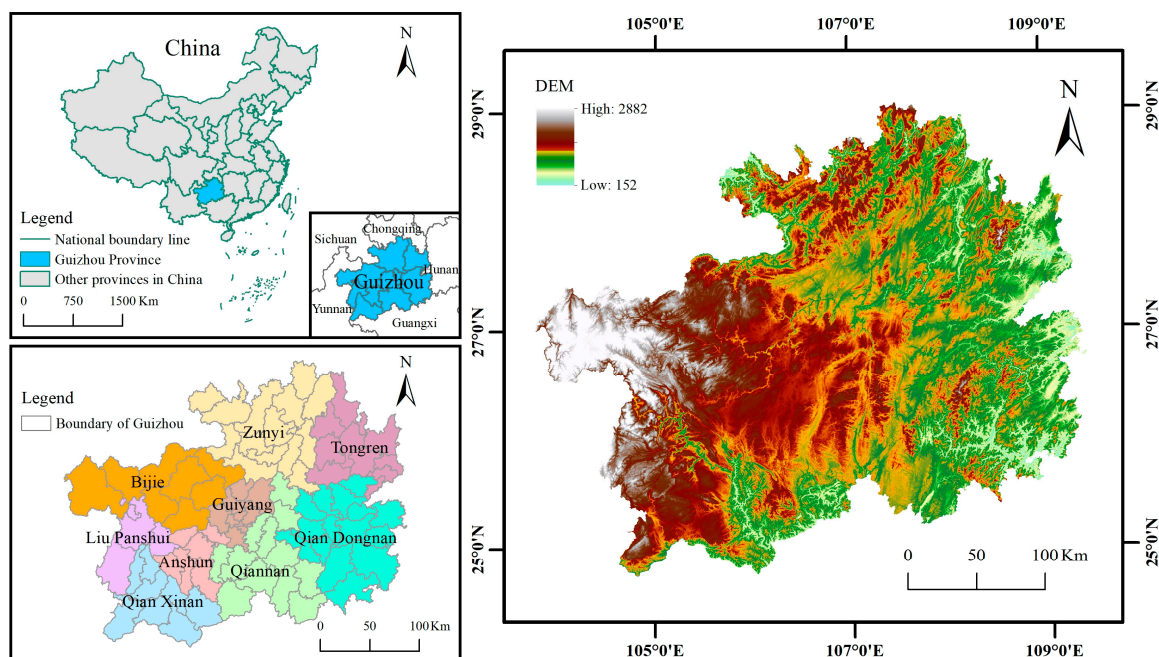 China
N
Legend
National boundary line
Guizhou Province
Other provinces in China
0 750 1500 Km
Chongqing
Sichuan
Hunan
Guizhou
Yunnan
Guangxi
N
Legend
Boundary of Guizhou
Zunyi
Tongren
Bijie
Guiyang
Liu Panshui
Qian Dongnan
Anshun
Qiannan
Qian Xinan
0 50 100 Km
105°0'E 107°0'E 109°0'E
DEM
High: 2882
Low: 152
N
29°0'N
27°0'N
25°0'N
29°0'N
27°0'N
25°0'N
0 50 100 Km
105°0'E 107°0'E 109°0'E